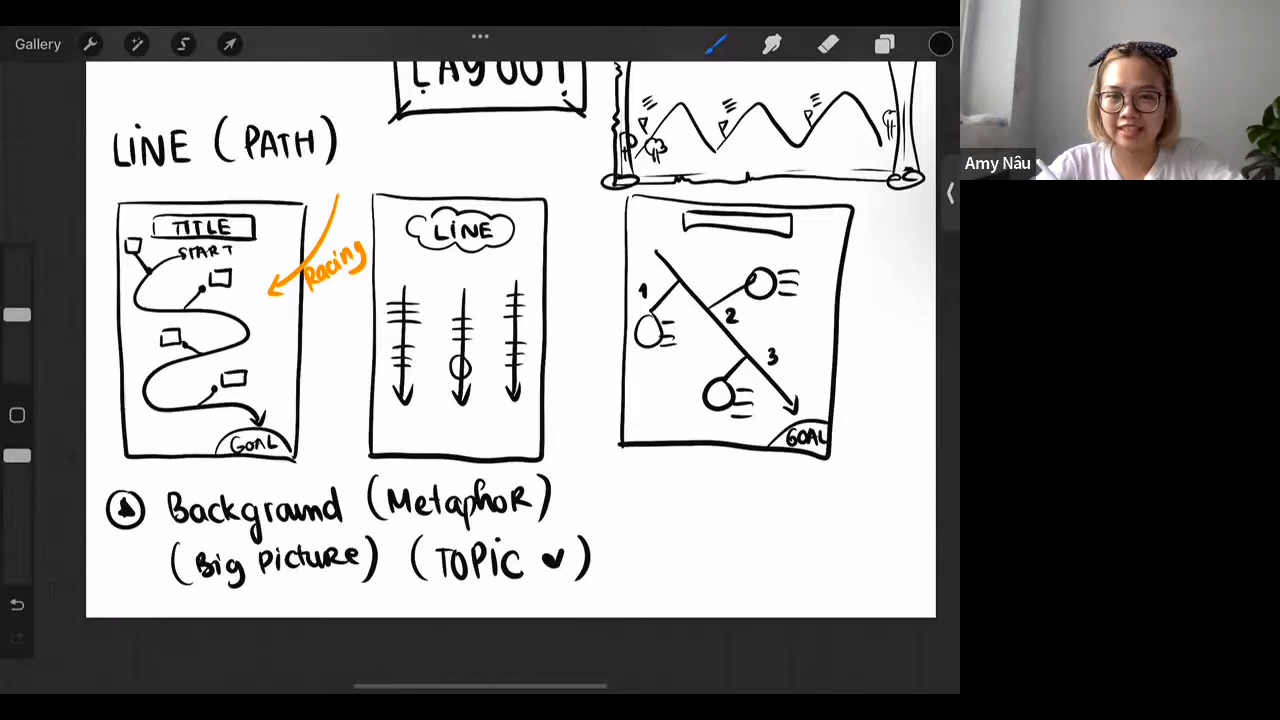 Gallery
LAYOUT
LINE (PATH)
Amy Nâu
TITLE
START
Racing
GOAL
LINE
1
2
3
GOAL
Background (Metaphor)
(Big picture) (TOPIC ✔)